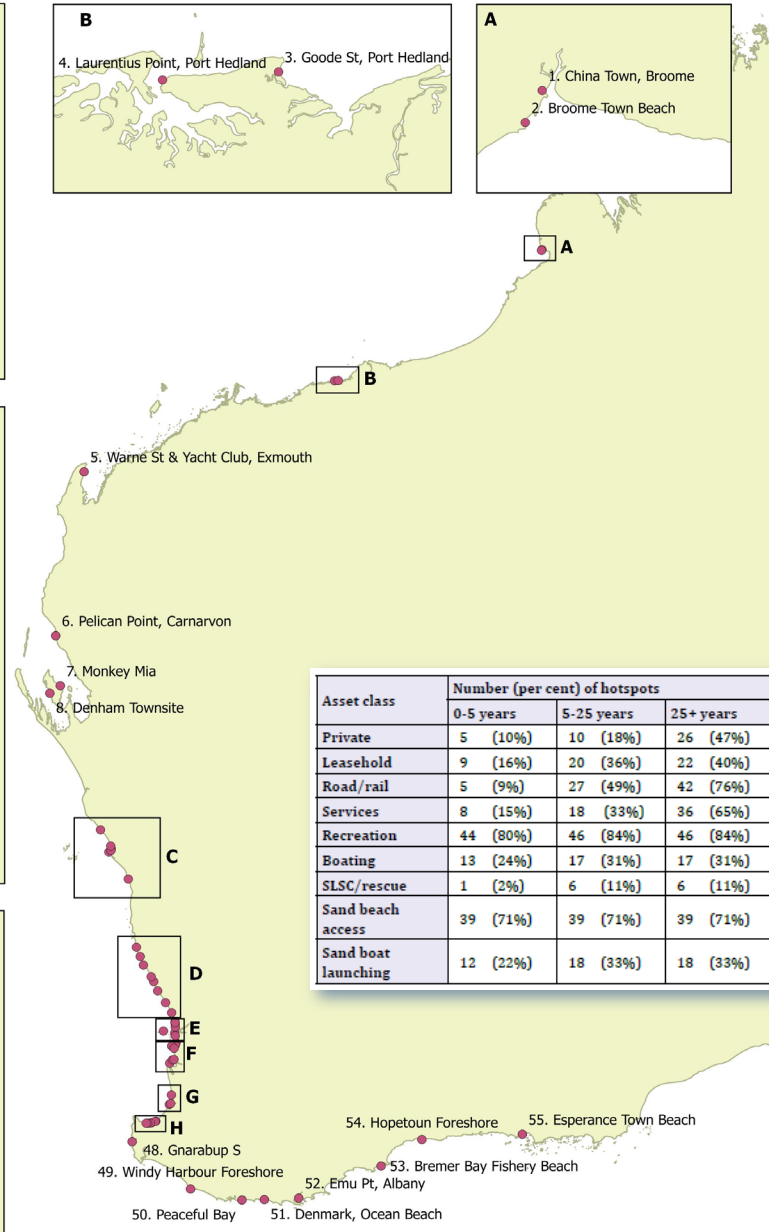 B
4. Laurentius Point, Port Hedland
3. Goode St, Port Hedland
A
1. China Town, Broome
2. Broome Town Beach
A
B
5. Warne St & Yacht Club, Exmouth
6. Pelican Point, Carnarvon
7. Monkey Mia
8. Denham Townsite
Asset class
Number (per cent) of hotspots
0-5 years 5-25 years 25+ years
Private 5 (10%) 10 (18%) 26 (47%)
Leasehold 9 (16%) 20 (36%) 22 (40%)
Road/rail 5 (9%) 27 (49%) 42 (76%)
Services 8 (15%) 18 (33%) 36 (65%)
Recreation 44 (80%) 46 (84%) 46 (84%)
Boating 13 (24%) 17 (31%) 17 (31%)
SLSC/rescue 1 (2%) 6 (11%) 6 (11%)
Sand beach
access 39 (71%) 39 (71%) 39 (71%)
Sand boat
launching 12 (22%) 18 (33%) 18 (33%)
C
D
E
F
G
H
48. Gnarabup S
49. Windy Harbour Foreshore
50. Peaceful Bay
51. Denmark, Ocean Beach
52. Emu Pt, Albany
53. Bremer Bay Fishery Beach
54. Hopetoun Foreshore
55. Esperance Town Beach